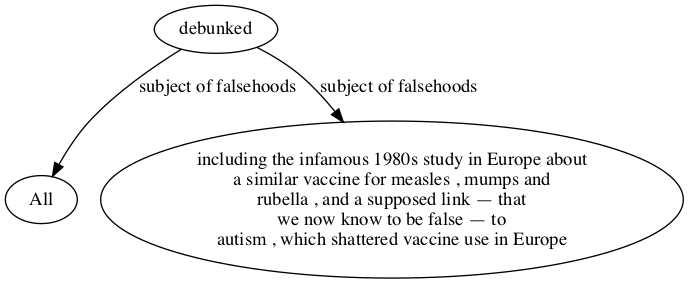 debunked
subject of falsehoods
subject of falsehoods
All
including the infamous 1980s study in Europe about
a similar vaccine for measles , mumps and
rubella , and a supposed link — that
we now know to be false — to
autism , which shattered vaccine use in Europe